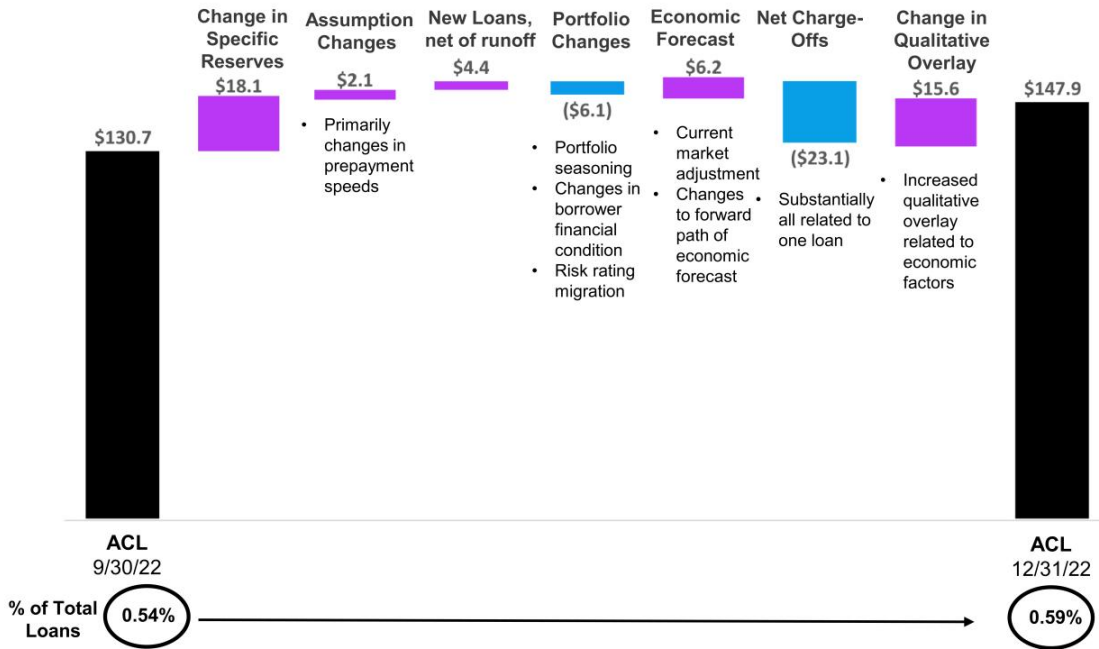 Change in
Specific
Reserves
$18.1
Assumption
Changes
$2.1
• Primarily
changes in
prepayment
speeds
New Loans,
net of runoff
$4.4
Portfolio
Changes
($6.1)
• Portfolio
seasoning
• Changes in
borrower
financial
condition
• Risk rating
migration
Economic
Forecast
$6.2
• Current
market
adjustment
• Changes
to forward
path of
economic
forecast
Net Charge-
Offs
($23.1)
• Substantially
all related to
one loan
Change in
Qualitative
Overlay
$15.6
• Increased
qualitative
overlay
related to
economic
factors
$130.7
$147.9
ACL
9/30/22
ACL
12/31/22
% of Total
Loans
0.54%
0.59%